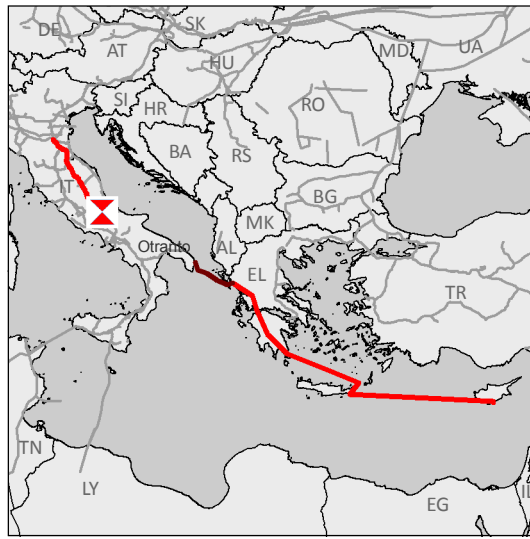 DE
SK
AT
HU
MD
UA
SI
HR
RO
BA
RS
IT
BG
MK
AL
Otranto
EL
TR
TN
LY
EG
IL